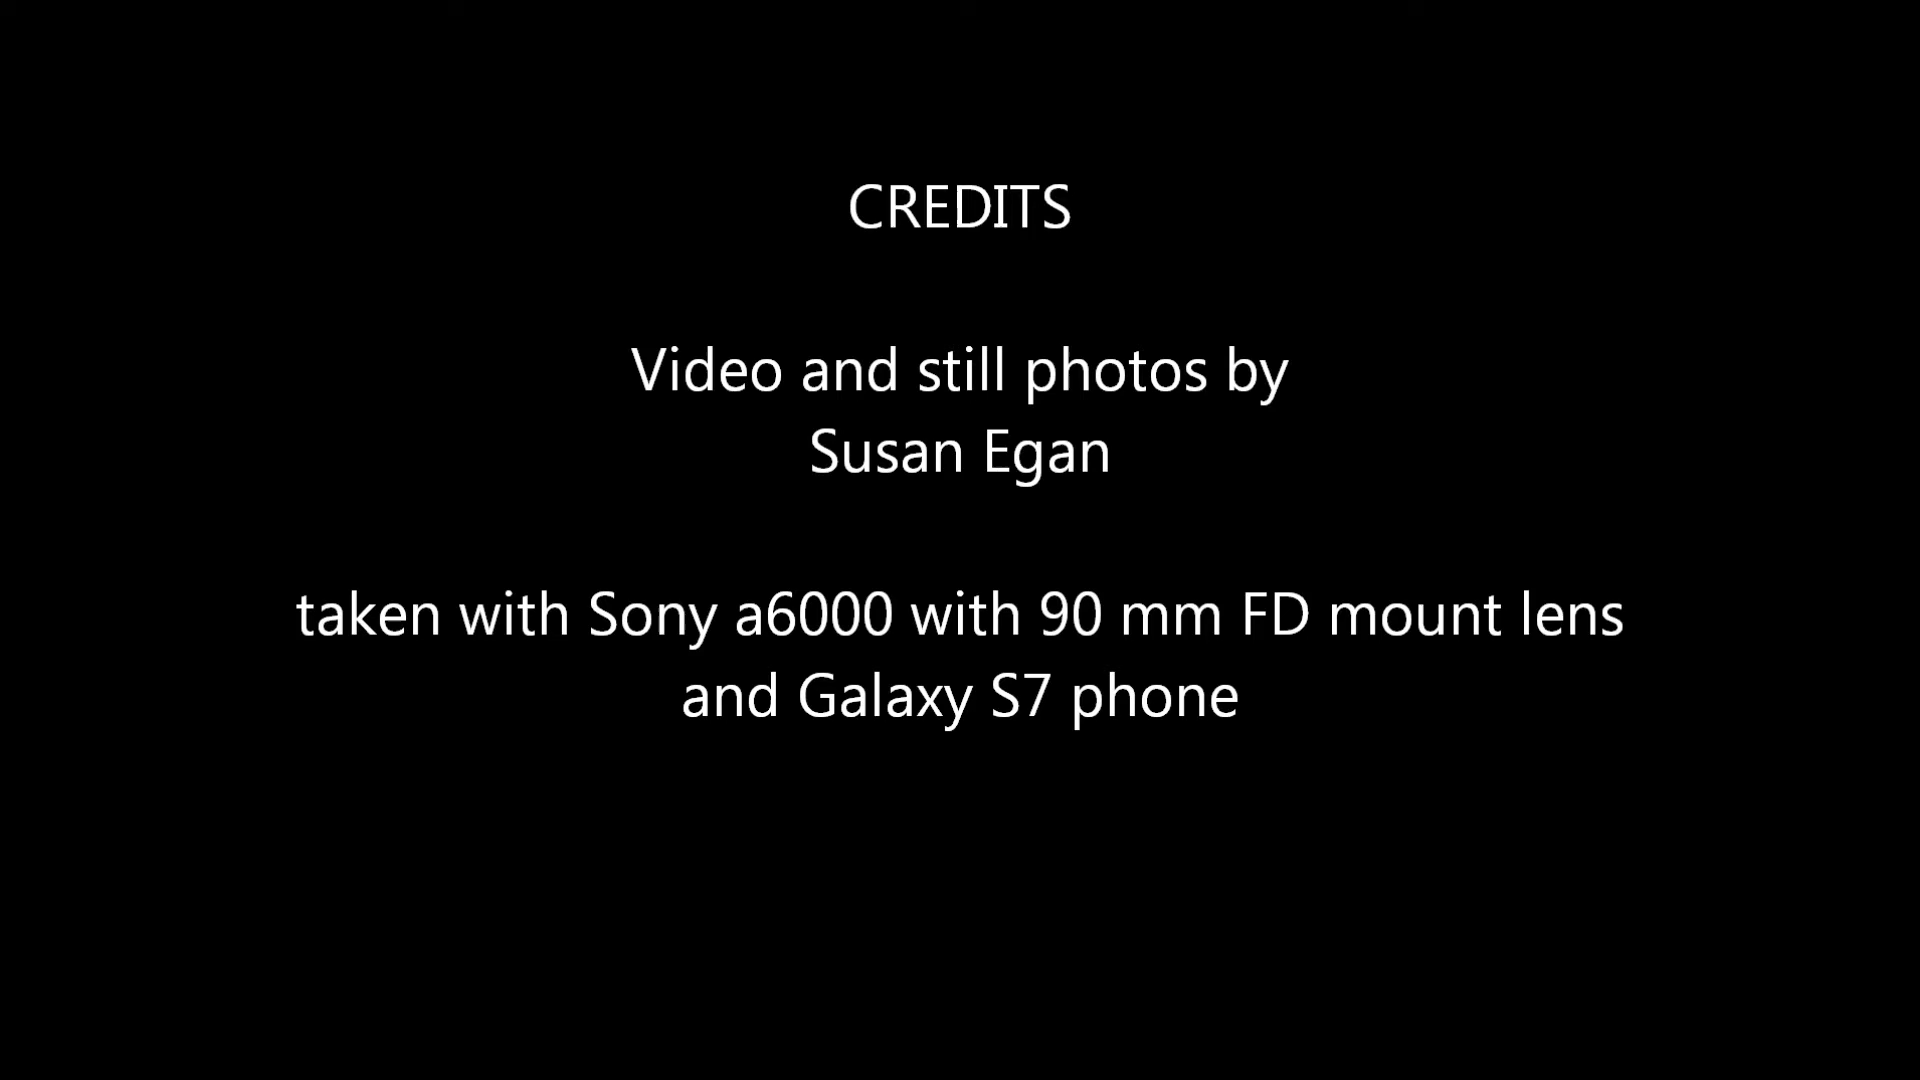 CREDITS
Video and still photos by
Susan Egan
taken with Sony a6000 with 90 mm FD mount lens
and Galaxy S7 phone